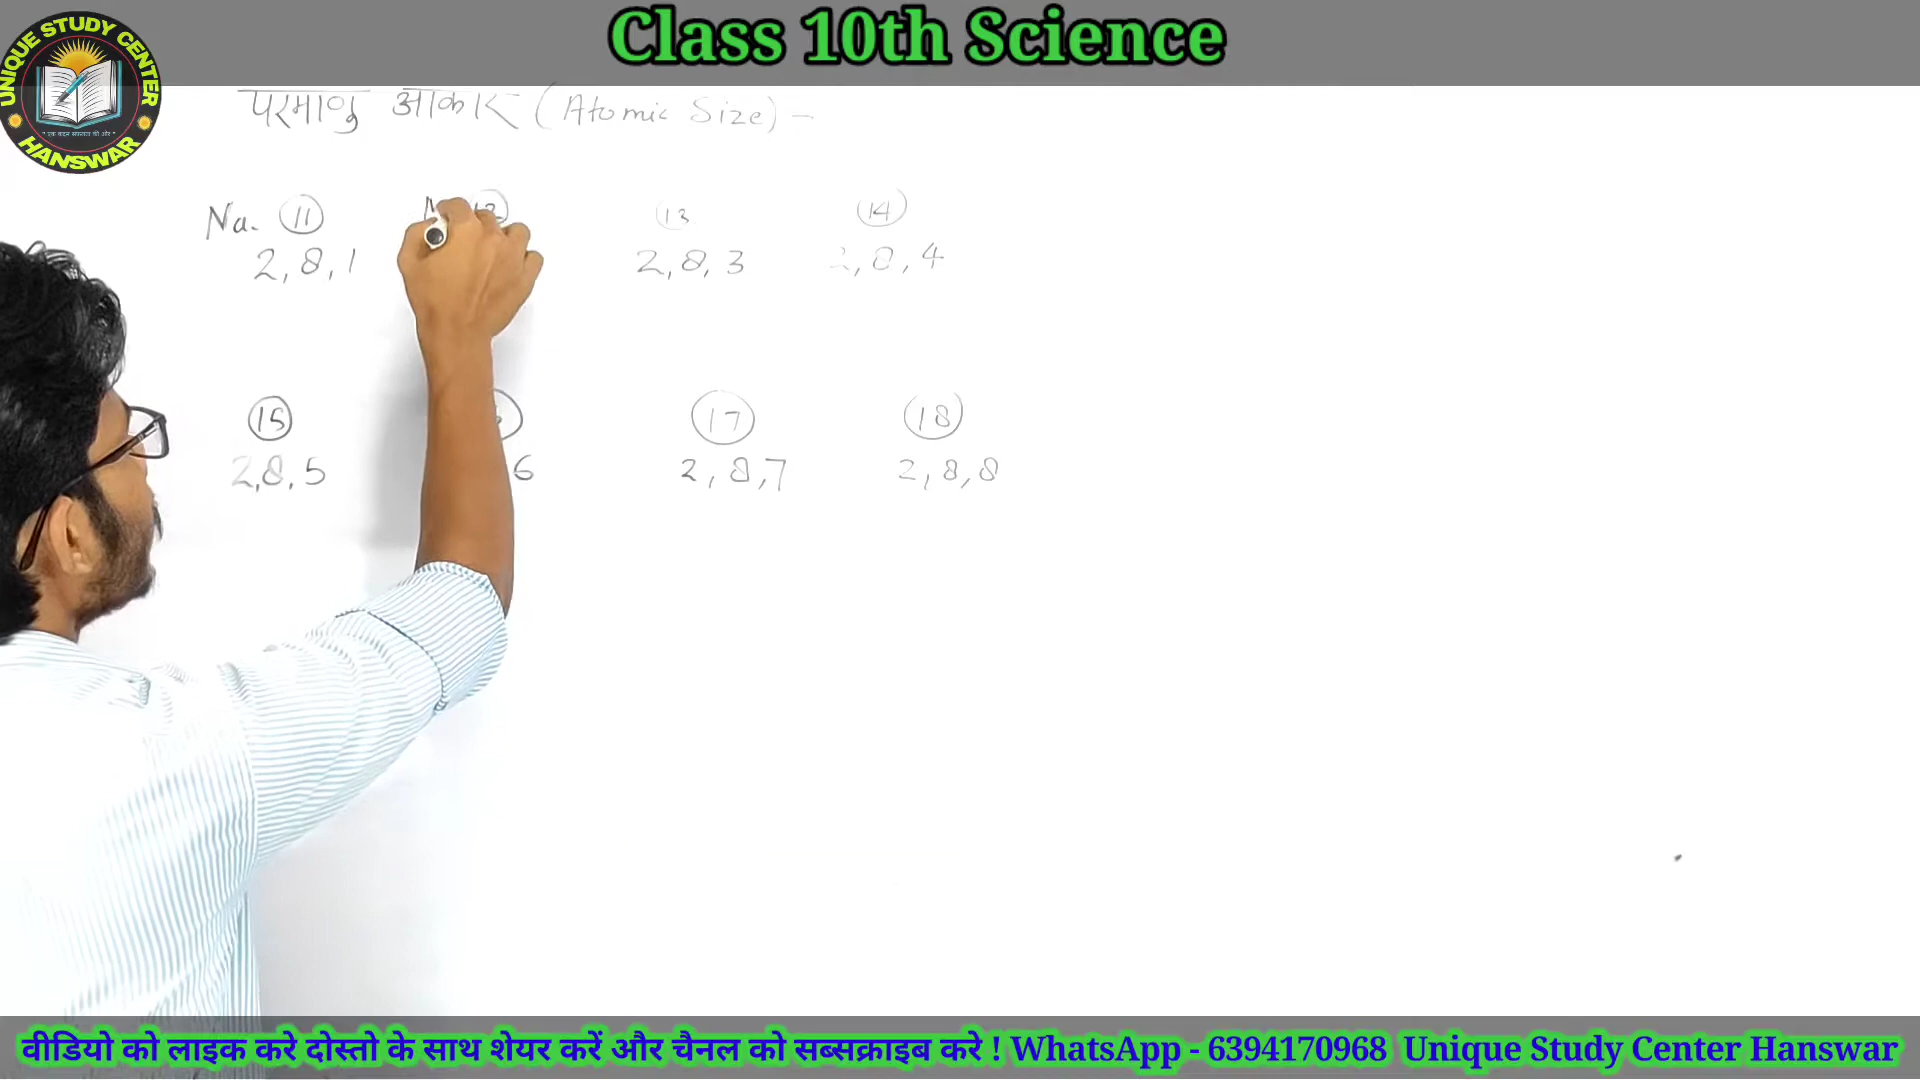 Class 10th Science
UNIQUE STUDY CENTER
HANSWAR
परमाणु आकार (Atomic Size) -
Na. 11 12 13 14
2,8,1 2,8,3 2,8,4
15 17 18
2,8,5 6 2,8,7 2,8,8
वीडियो को लाइक करे दोस्तो के साथ शेयर करें और चैनल को सब्सक्राइब करे ! WhatsApp - 6394170968 Unique Study Center Hanswar